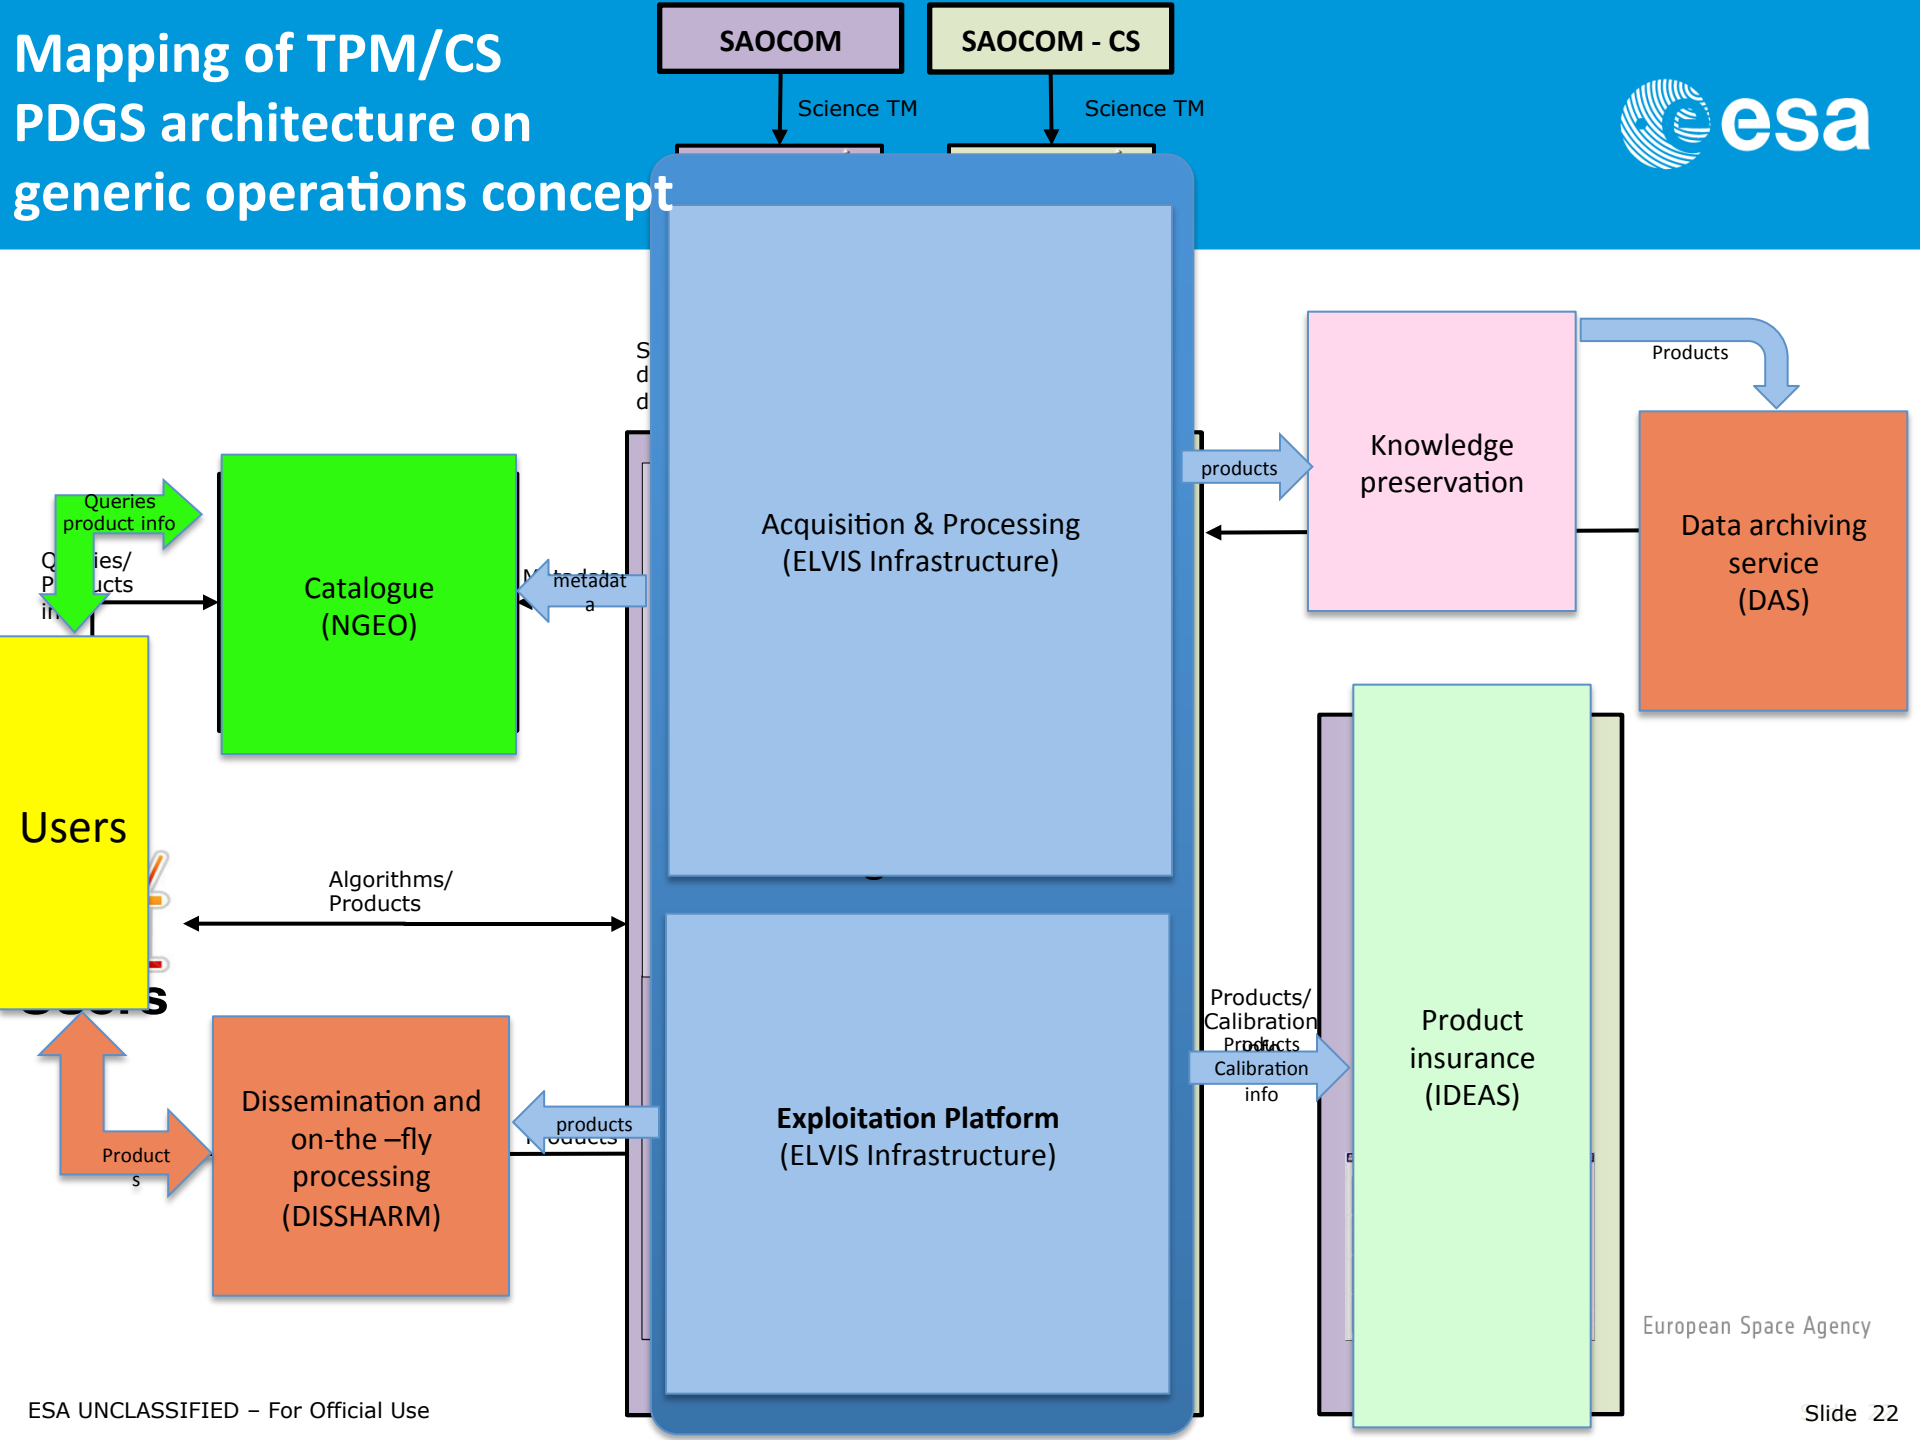 Mapping of TPM/CS
PDGS architecture on
generic operations concept
SAOCOM
SAOCOM - CS
Science TM
Science TM
esa
S
d
d
Products
Knowledge
preservation
products
Data archiving
service
(DAS)
Acquisition & Processing
(ELVIS Infrastructure)
Queries
product info
Catalogue
(NGEO)
metadat
a
Users
Algorithms/
Products
Products/
Calibration
Products
Calibration
info
Product
insurance
(IDEAS)
Dissemination and
on-the –fly
processing
(DISSHARM)
products
Product
s
Exploitation Platform
(ELVIS Infrastructure)
European Space Agency
ESA UNCLASSIFIED – For Official Use
Slide 22